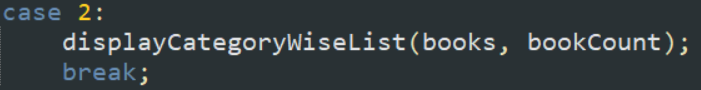 case 2:
    displayCategoryWiseList(books, bookCount);
    break;